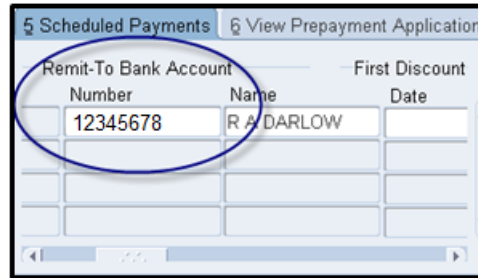 5 Scheduled Payments 6 View Prepayment Application
Remit-To Bank Account First Discount
Number Name Date
12345678 R A DARLOW